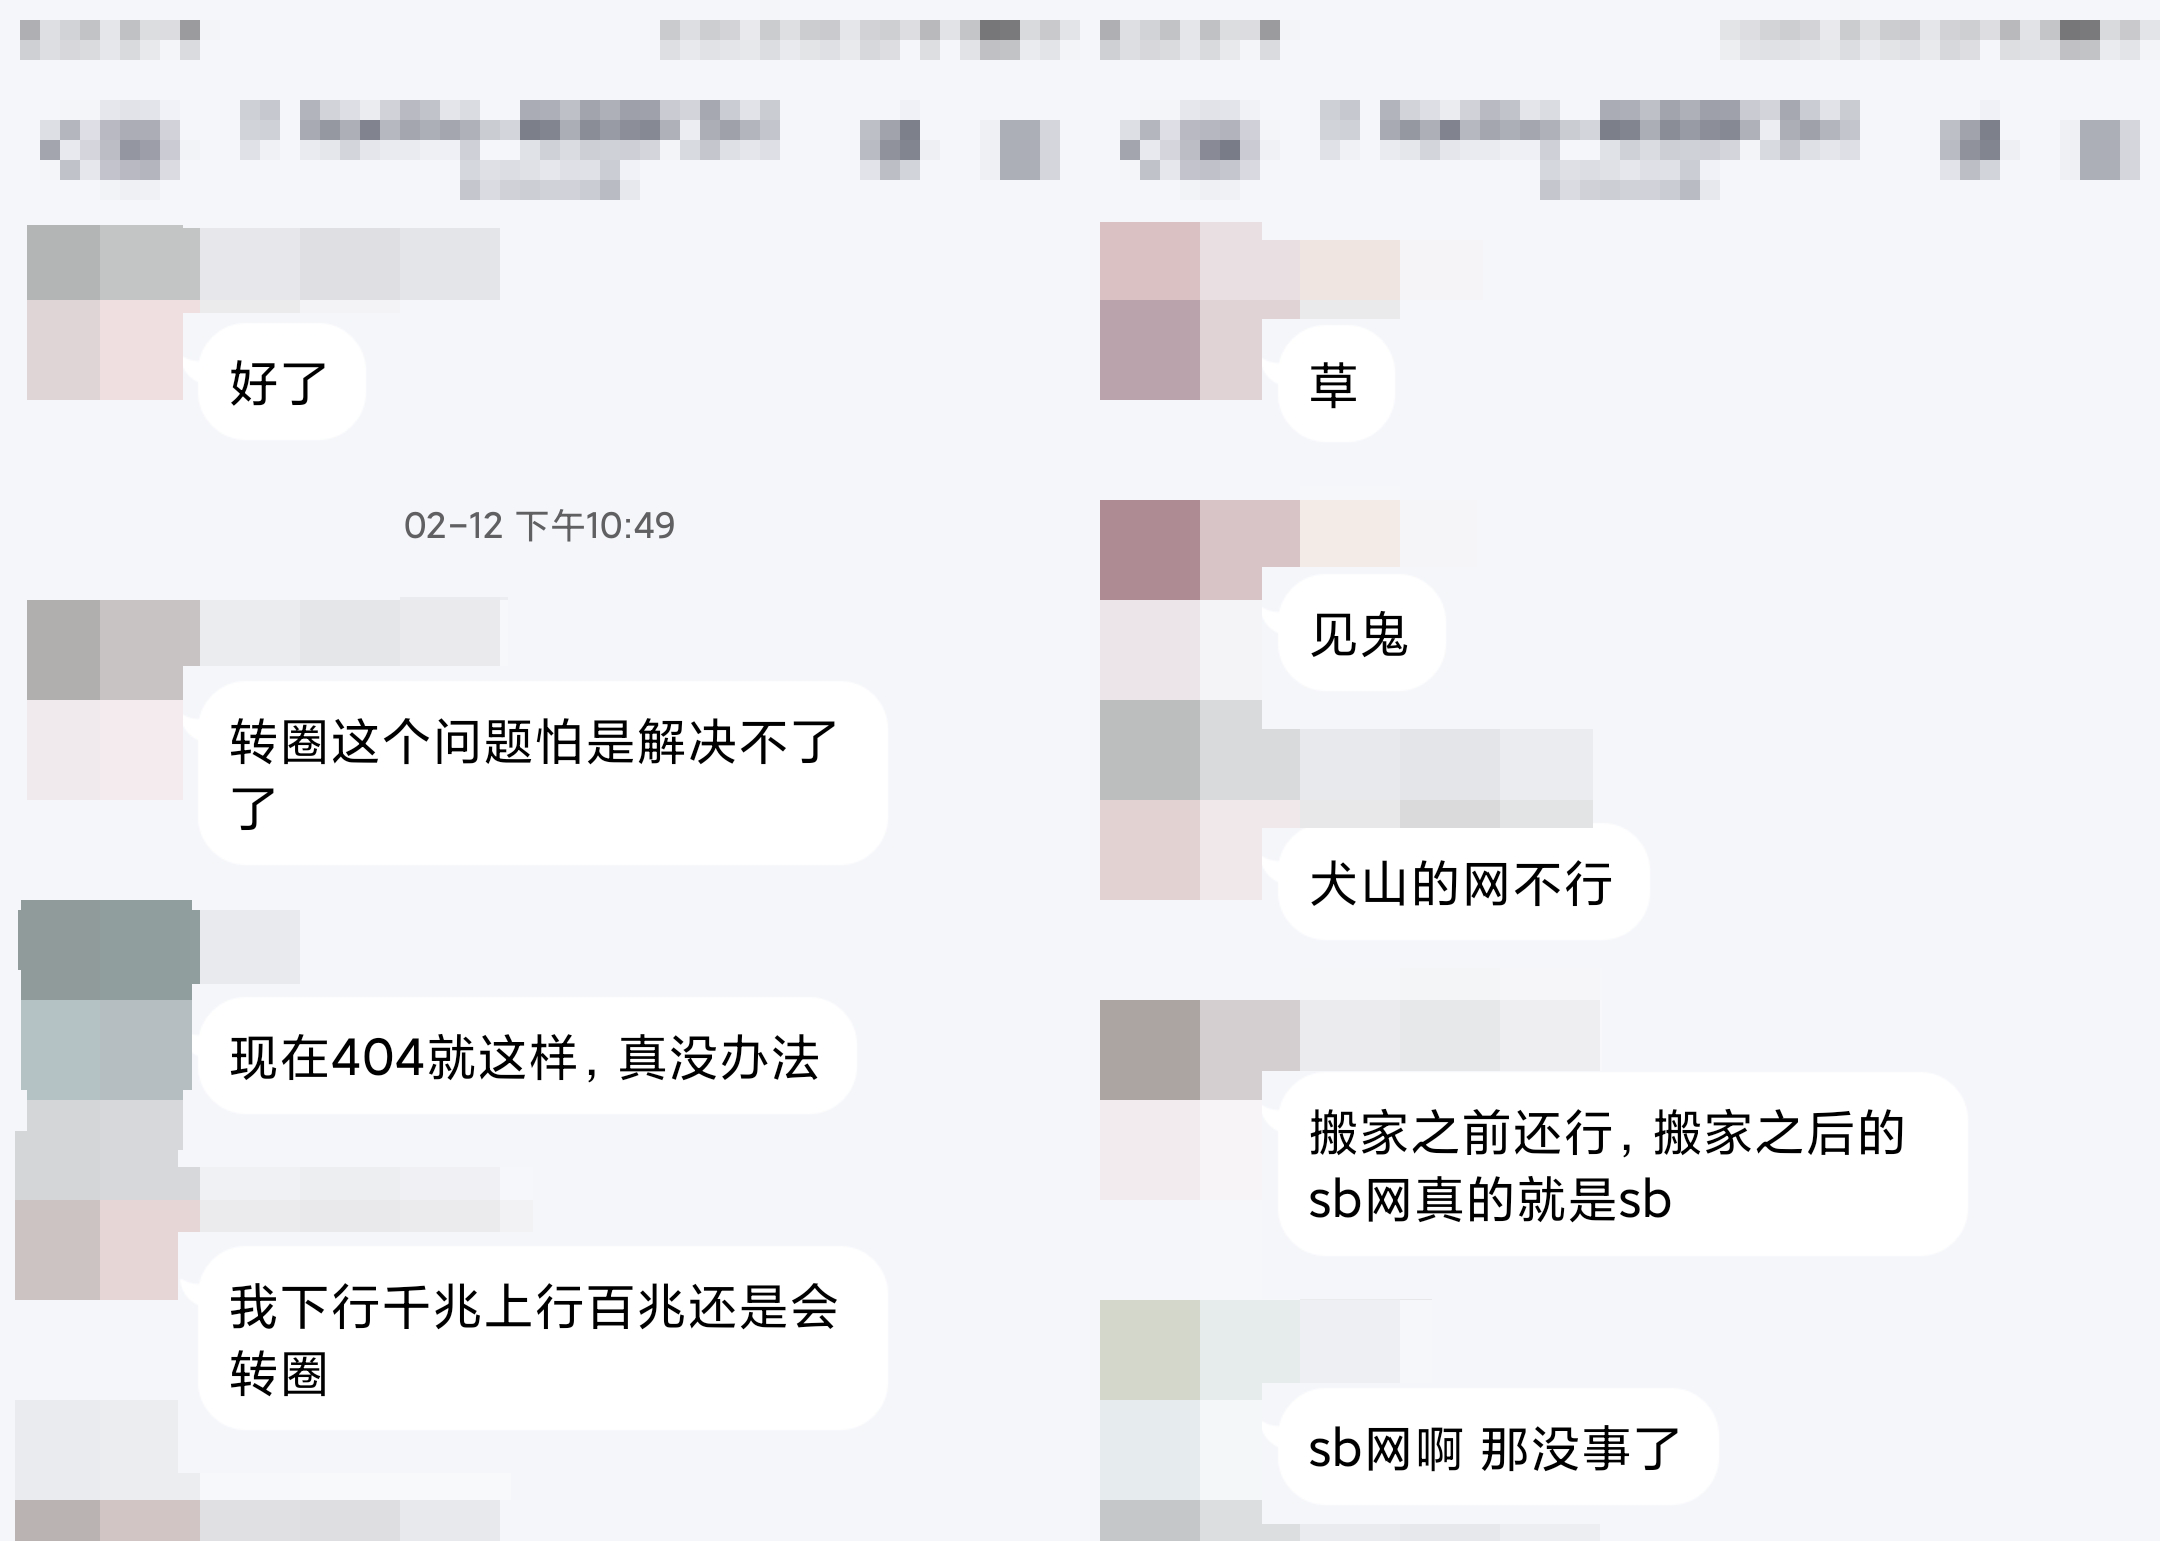 好了
02-12 下午10:49
转圈这个问题怕是解决不了
了
现在404就这样，真没办法
我下行千兆上行百兆还是会
转圈
草
见鬼
犬山的网不行
搬家之前还行，搬家之后的
sb网真的就是sb
sb网啊 那没事了